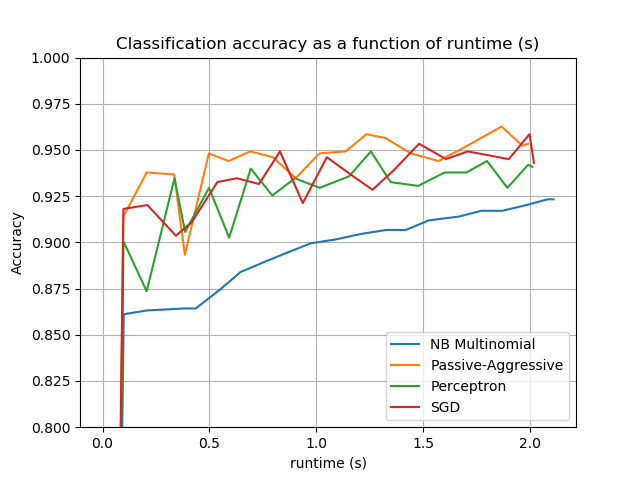 Classification accuracy as a function of runtime (s)
1.000
0.975
0.950
0.925
0.900
0.875
0.850
0.825
0.800
Accuracy
NB Multinomial
Passive-Aggressive
Perceptron
SGD
0.0 0.5 1.0 1.5 2.0
runtime (s)